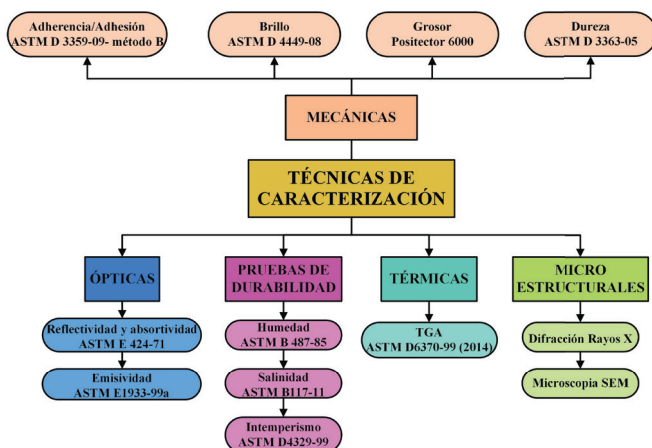 Adherencia/Adhesión
ASTM D 3359-09- método B
Brillo
ASTM D 4449-08
Grosor
Positector 6000
Dureza
ASTM D 3363-05
MECÁNICAS
TÉCNICAS DE
CARACTERIZACIÓN
ÓPTICAS
PRUEBAS DE
DURABILIDAD
TÉRMICAS
MICRO
ESTRUCTURALES
Reflectividad y absortividad
ASTM E 424-71
Emisividad
ASTM E1933-99a
Humedad
ASTM B 487-85
Salinidad
ASTM B117-11
Intemperismo
ASTM D4329-99
TGA
ASTM D6370-99 (2014)
Difracción Rayos X
Microscopia SEM